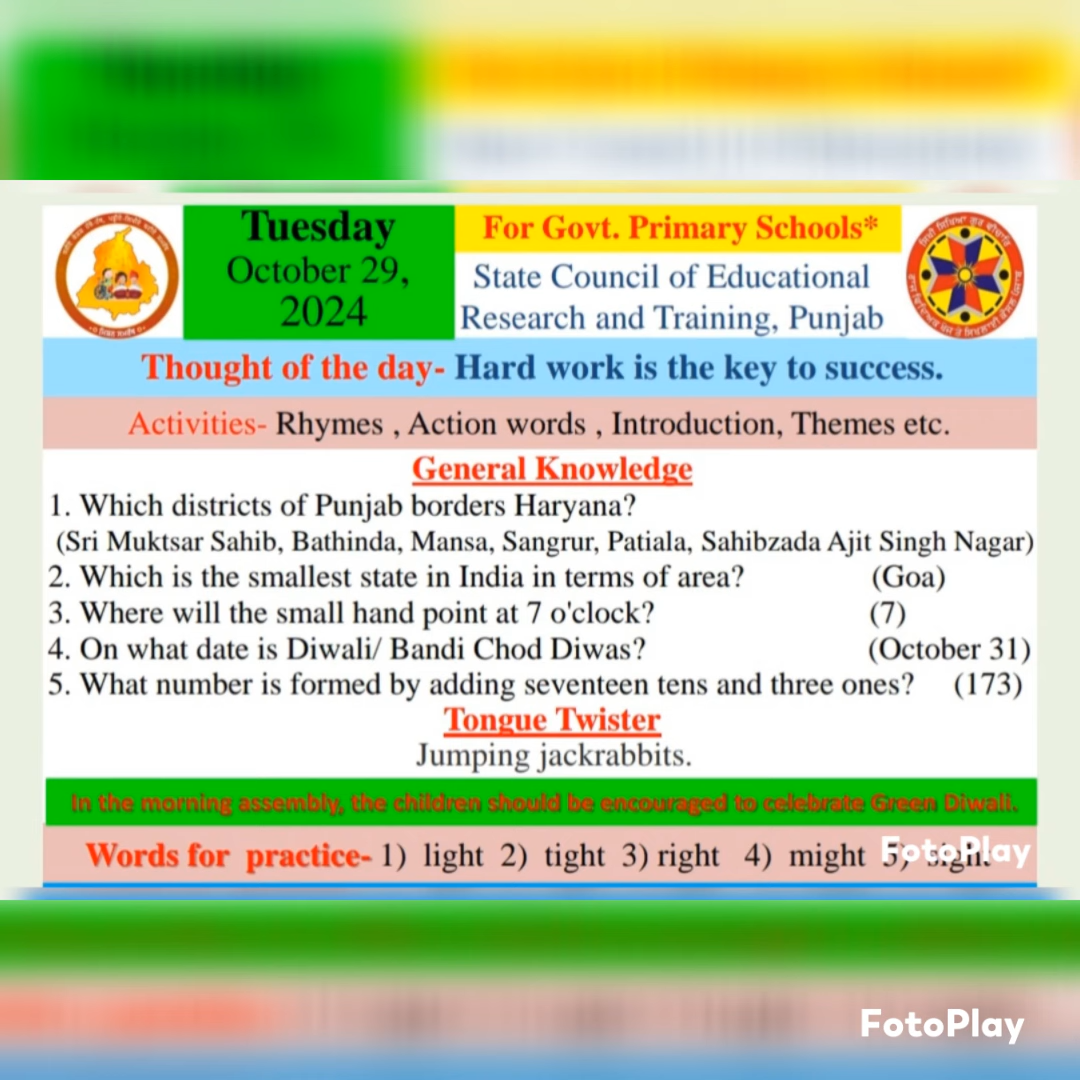 Tuesday
October 29,
2024
For Govt. Primary Schools*
State Council of Educational
Research and Training, Punjab
Thought of the day- Hard work is the key to success.
Activities- Rhymes , Action words , Introduction, Themes etc.
General Knowledge
1. Which districts of Punjab borders Haryana?
(Sri Muktsar Sahib, Bathinda, Mansa, Sangrur, Patiala, Sahibzada Ajit Singh Nagar)
2. Which is the smallest state in India in terms of area? (Goa)
3. Where will the small hand point at 7 o'clock? (7)
4. On what date is Diwali/ Bandi Chod Diwas? (October 31)
5. What number is formed by adding seventeen tens and three ones? (173)
Tongue Twister
Jumping jackrabbits.
In the morning assembly, the children should be encouraged to celebrate Green Diwali.
Words for practice- 1) light 2) tight 3) right 4) might 5)
FotoPlay
FotoPlay